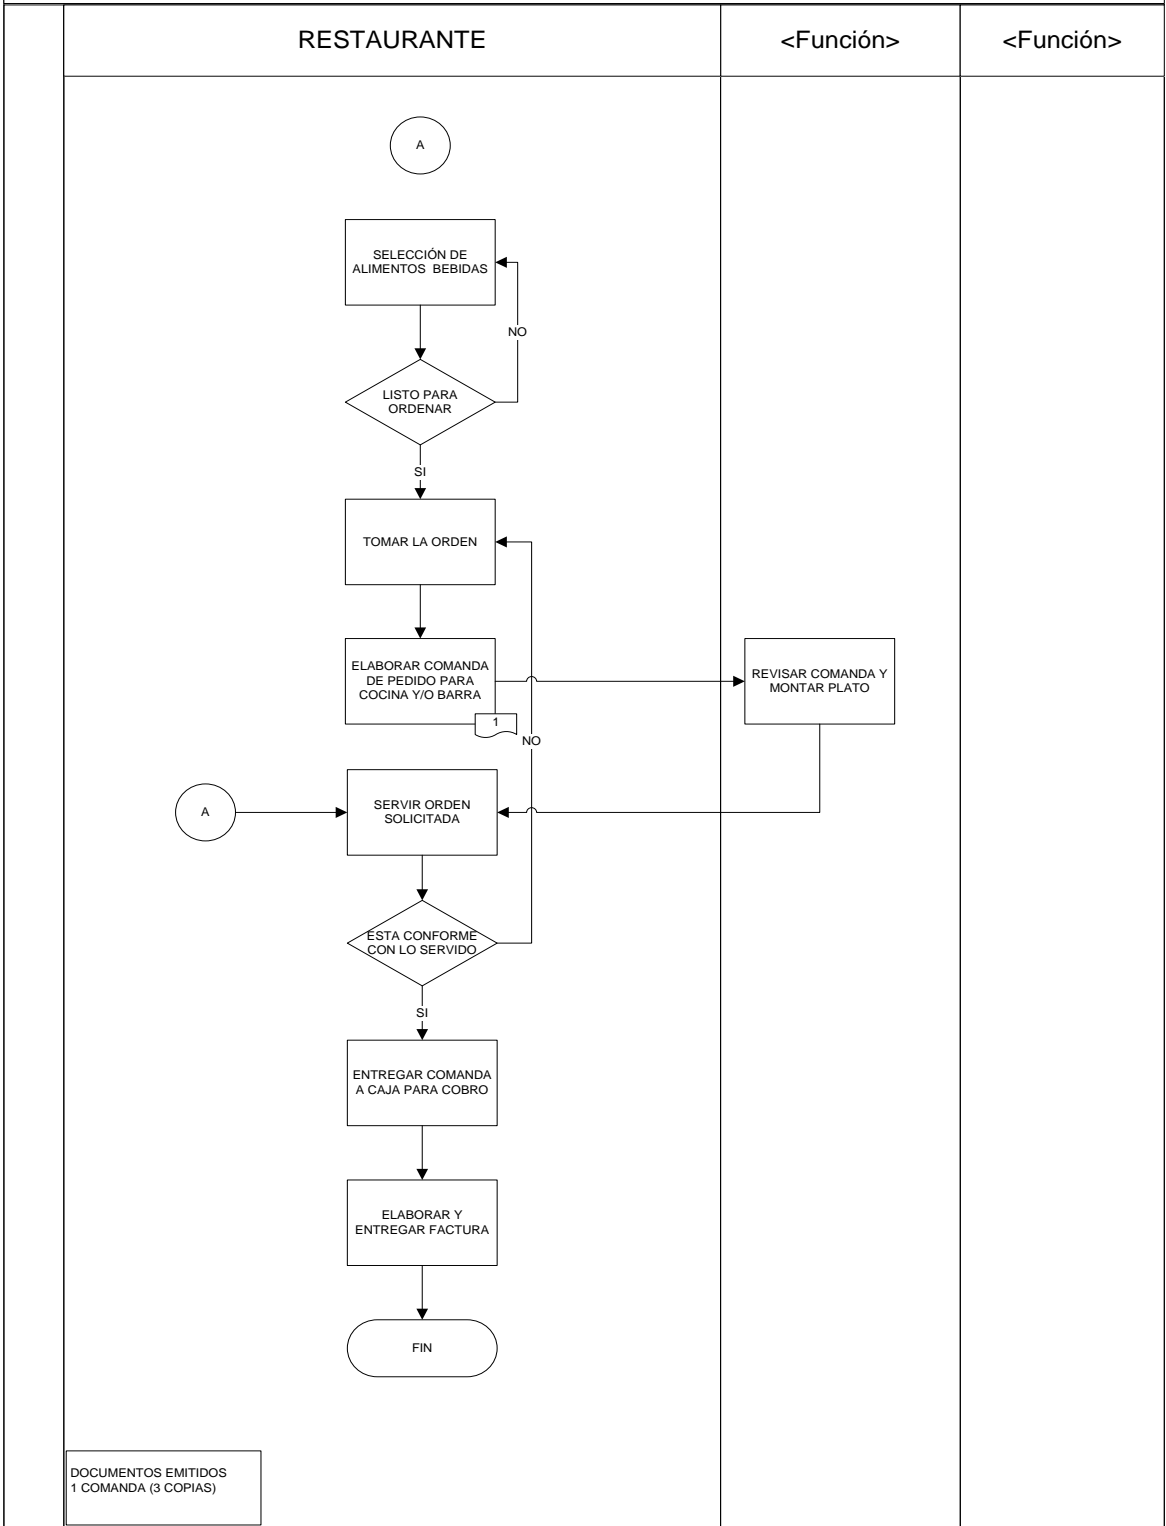 RESTAURANTE
<Función>
<Función>
A
SELECCIÓN DE
ALIMENTOS BEBIDAS
NO
LISTO PARA
ORDENAR
SI
TOMAR LA ORDEN
ELABORAR COMANDA
DE PEDIDO PARA
COCINA Y/O BARRA
REVISAR COMANDA Y
MONTAR PLATO
1
NO
A
SERVIR ORDEN
SOLICITADA
ESTA CONFORME
CON LO SERVIDO
SI
ENTREGAR COMANDA
A CAJA PARA COBRO
ELABORAR Y
ENTREGAR FACTURA
FIN
DOCUMENTOS EMITIDOS
1 COMANDA (3 COPIAS)